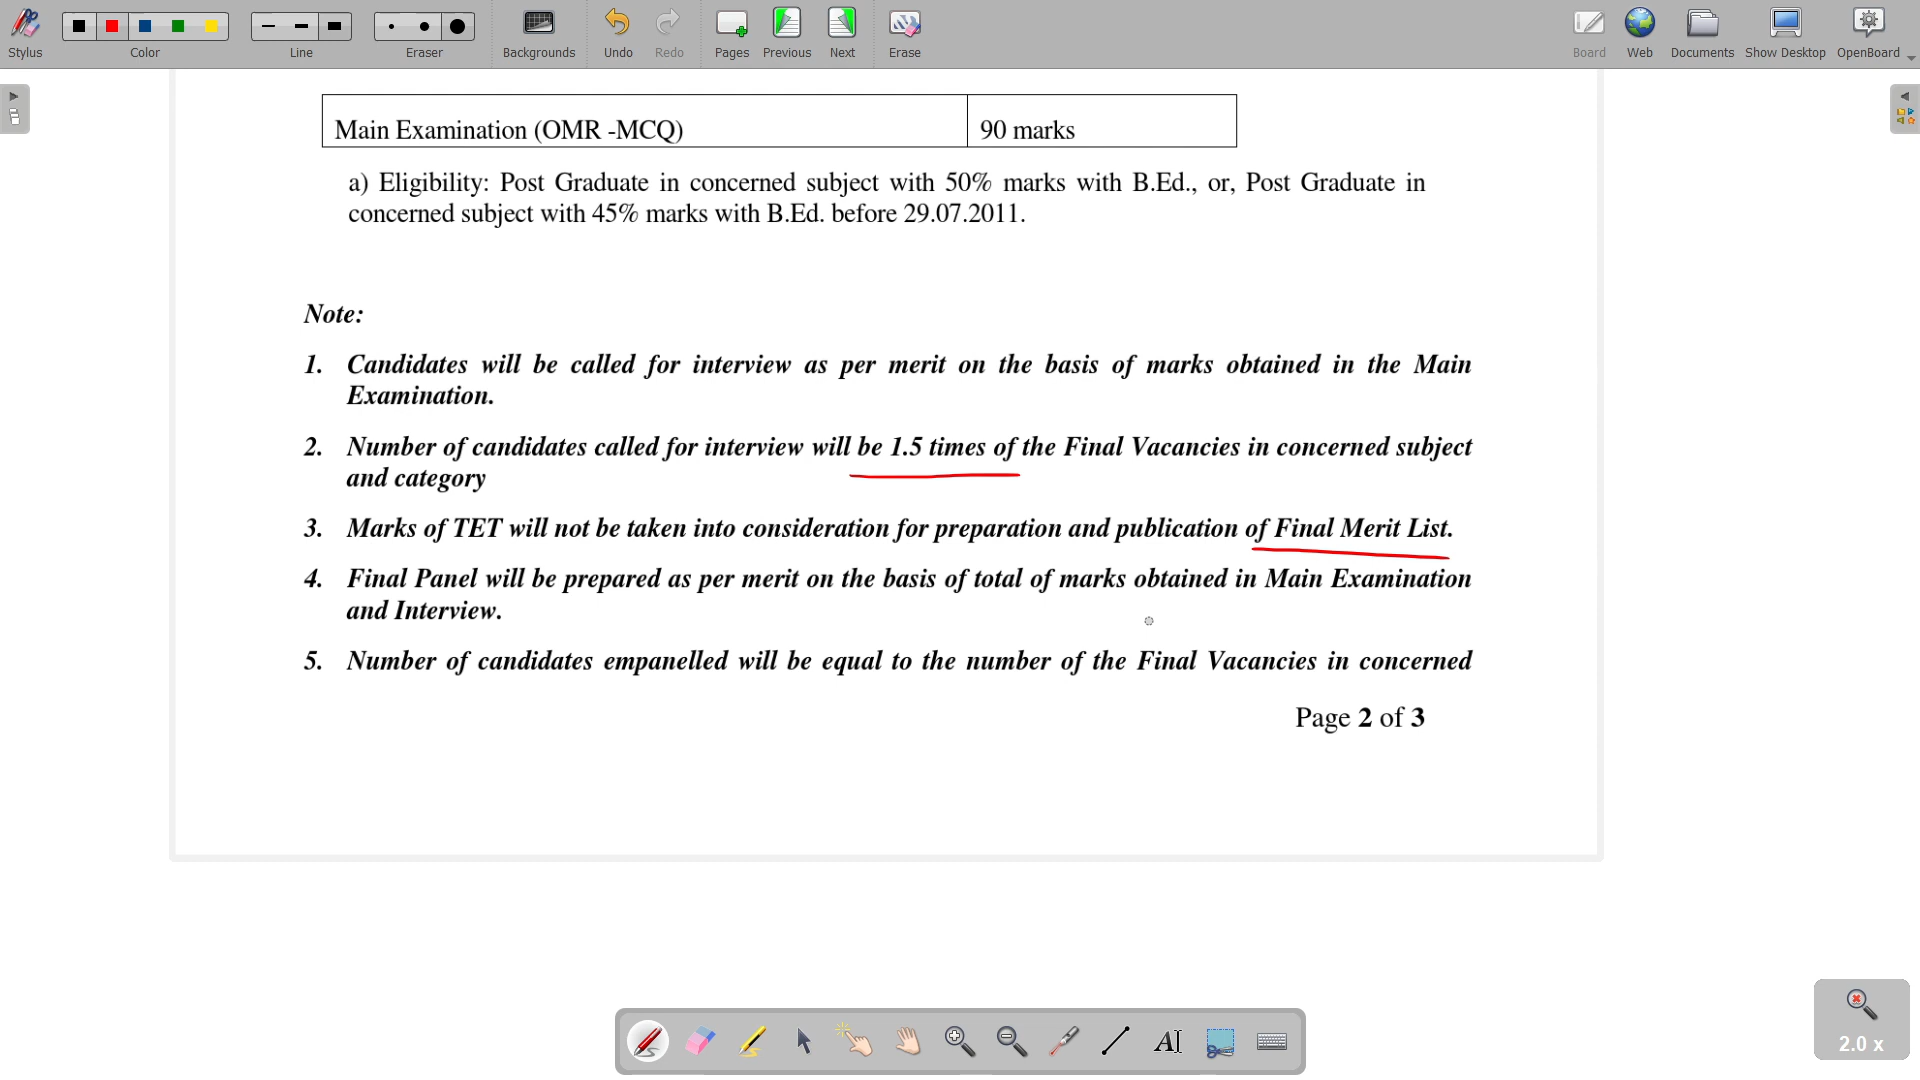 Stylus
Color
Line
Eraser
Backgrounds
Undo
Redo
Pages
Previous
Next
Erase
Board
Web
Documents
Show Desktop
OpenBoard
Main Examination (OMR -MCQ)
90 marks
a) Eligibility: Post Graduate in concerned subject with 50% marks with B.Ed., or, Post Graduate in
concerned subject with 45% marks with B.Ed. before 29.07.2011.
Note:
1. Candidates will be called for interview as per merit on the basis of marks obtained in the Main
Examination.
2. Number of candidates called for interview will be 1.5 times of the Final Vacancies in concerned subject
and category
3. Marks of TET will not be taken into consideration for preparation and publication of Final Merit List.
4. Final Panel will be prepared as per merit on the basis of total of marks obtained in Main Examination
and Interview.
5. Number of candidates empanelled will be equal to the number of the Final Vacancies in concerned
Page 2 of 3
AI
2.0 x